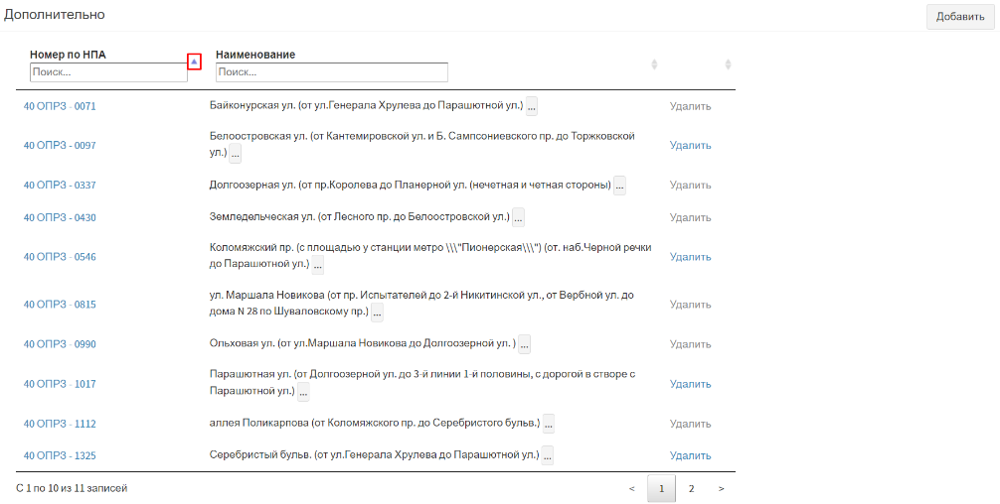 Дополнительно
Добавить
Номер по НПА
Наименование
Поиск...
Поиск...
40 ОПРЗ - 0071 Байконурская ул. (от ул.Генерала Хрулева до Парашютной ул.) ... Удалить
Белоостровская ул. (от Кантемировской ул. и Б. Сампсониевского пр. до Торжковской
40 ОПРЗ - 0097 ул.) ... Удалить
40 ОПРЗ - 0337 Долгоозерная ул. (от пр.Королева до Планерной ул. (нечетная и четная стороны) ... Удалить
40 ОПРЗ - 0430 Земледельческая ул. (от Лесного пр. до Белоостровской ул.) ... Удалить
Коломяжский пр. (с площадью у станции метро \\\"Пионерская\\\") (от. наб.Черной речки
40 ОПРЗ - 0546 до Парашютной ул.) ... Удалить
ул. Маршала Новикова (от пр. Испытателей до 2-й Никитинской ул., от Вербной ул. до
40 ОПРЗ - 0815 дома N 28 по Шуваловскому пр.) ... Удалить
40 ОПРЗ - 0990 Ольховая ул. (от ул.Маршала Новикова до Долгоозерной ул. ) ... Удалить
Парашютная ул. (от Долгоозерной ул. до 3-й линии 1-й половины, с дорогой в створе с
40 ОПРЗ - 1017 Парашютной ул.) ... Удалить
40 ОПРЗ - 1112 аллея Поликарпова (от Коломяжского пр. до Серебристого бульв.) ... Удалить
40 ОПРЗ - 1325 Серебристый бульв. (от ул.Генерала Хрулева до Парашютной ул.) ... Удалить
С 1 по 10 из 11 записей < 1 2 >